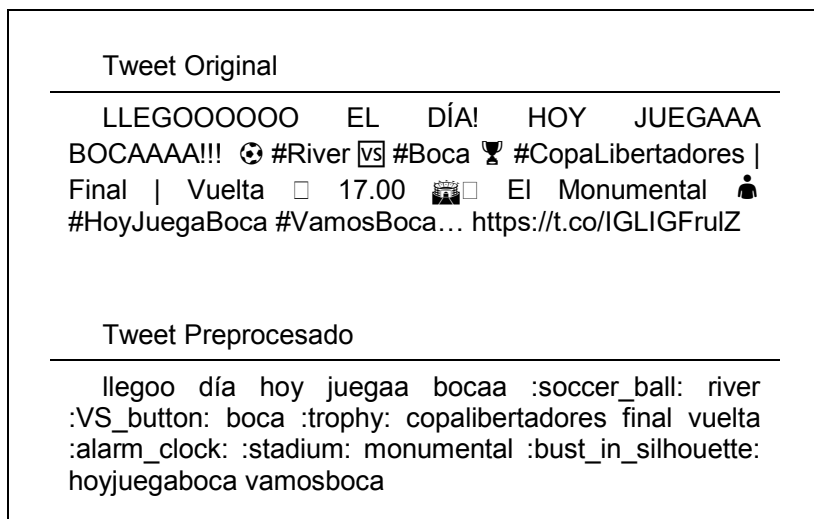 Tweet Original
LLEGOOOOOO EL DÍA! HOY JUEGAAA
BOCAAAA!!! ⚽ #River 🆚 #Boca 🏆 #CopaLibertadores |
Final | Vuelta □ 17.00 🏟□ El Monumental 👤
#HoyJuegaBoca #VamosBoca… https://t.co/IGLIGFrulZ
Tweet Preprocesado
llegoo día hoy juegaa bocaa :soccer_ball: river
:VS_button: boca :trophy: copalibertadores final vuelta
:alarm_clock: :stadium: monumental :bust_in_silhouette:
hoyjuegaboca vamosboca